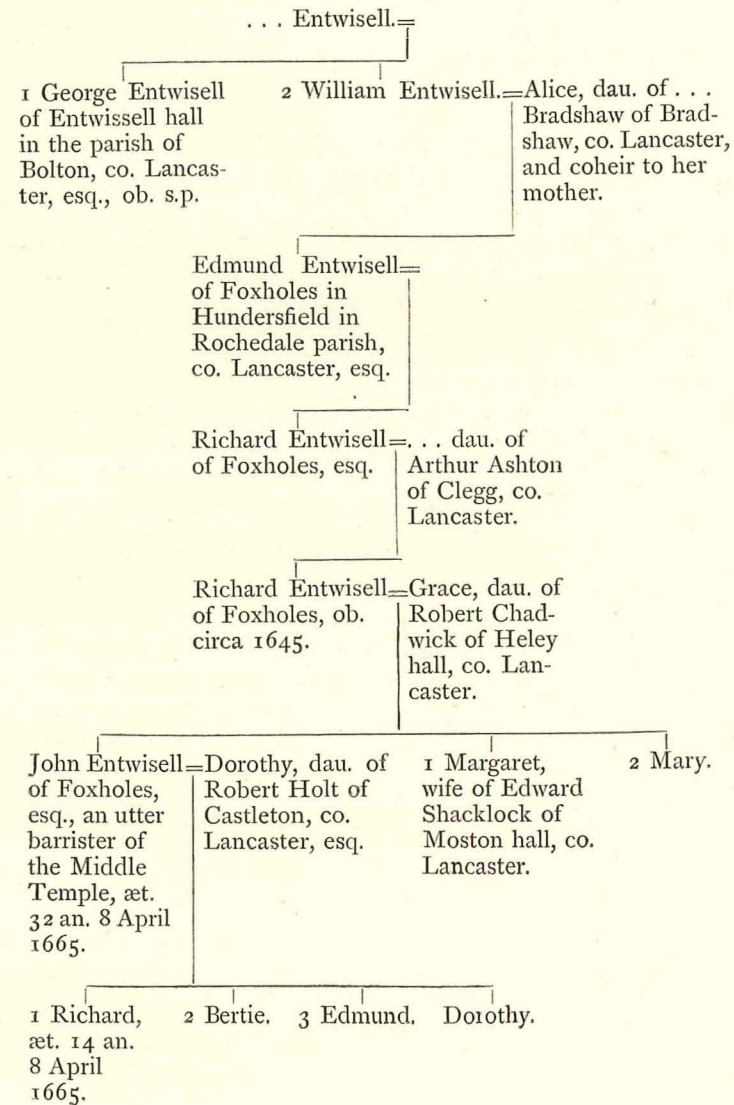 . . . Entwisell.=
1 George Entwisell
of Entwissell hall
in the parish of
Bolton, co. Lancas-
ter, esq., ob. s.p.
2 William Entwisell.=Alice, dau. of . . .
Bradshaw of Brad-
shaw, co. Lancaster,
and coheir to her
mother.
Edmund Entwisell=
of Foxholes in
Hundersfield in
Rochedale parish,
co. Lancaster, esq.
Richard Entwisell=. . . dau. of
of Foxholes, esq.
Arthur Ashton
of Clegg, co.
Lancaster.
Richard Entwisell=Grace, dau. of
of Foxholes, ob.
circa 1645.
Robert Chad-
wick of Heley
hall, co. Lan-
caster.
John Entwisell=Dorothy, dau. of
of Foxholes,
esq., an utter
barrister of
the Middle
Temple, æt.
32 an. 8 April
1665.
Robert Holt of
Castleton, co.
Lancaster, esq.
1 Margaret,
wife of Edward
Shacklock of
Moston hall, co.
Lancaster.
2 Mary.
1 Richard,
æt. 14 an.
8 April
1665.
2 Bertie.
3 Edmund.
Dorothy.